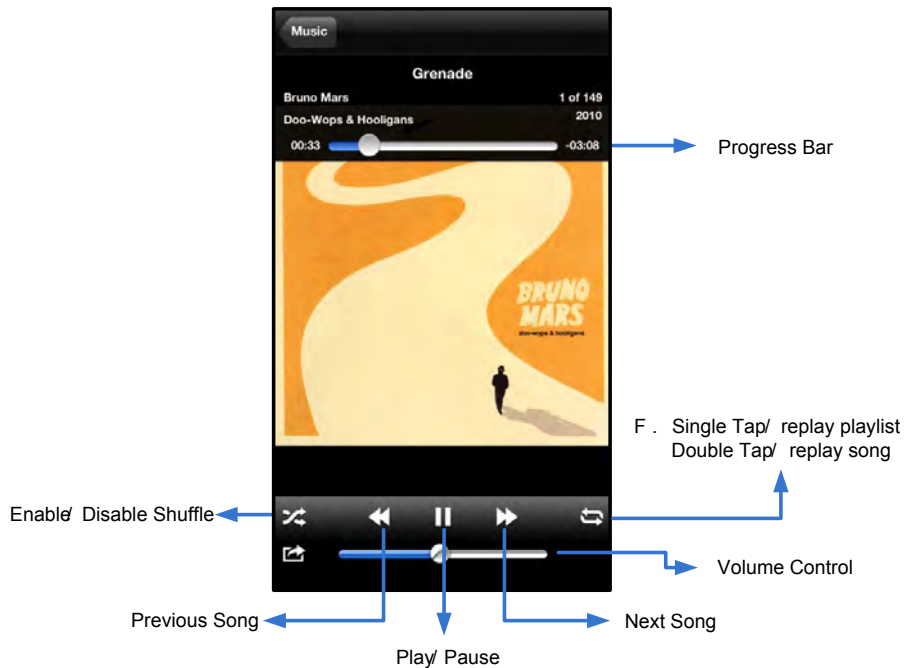 Music
Grenade
Bruno Mars
1 of 149
Doo-Wops & Hooligans
2010
00:33
-03:08
Progress Bar
BRUNO
MARS
doo-wops & hooligans
F . Single Tap/ replay playlist
Double Tap/ replay song
Enable/ Disable Shuffle
Volume Control
Previous Song
Next Song
Play/ Pause